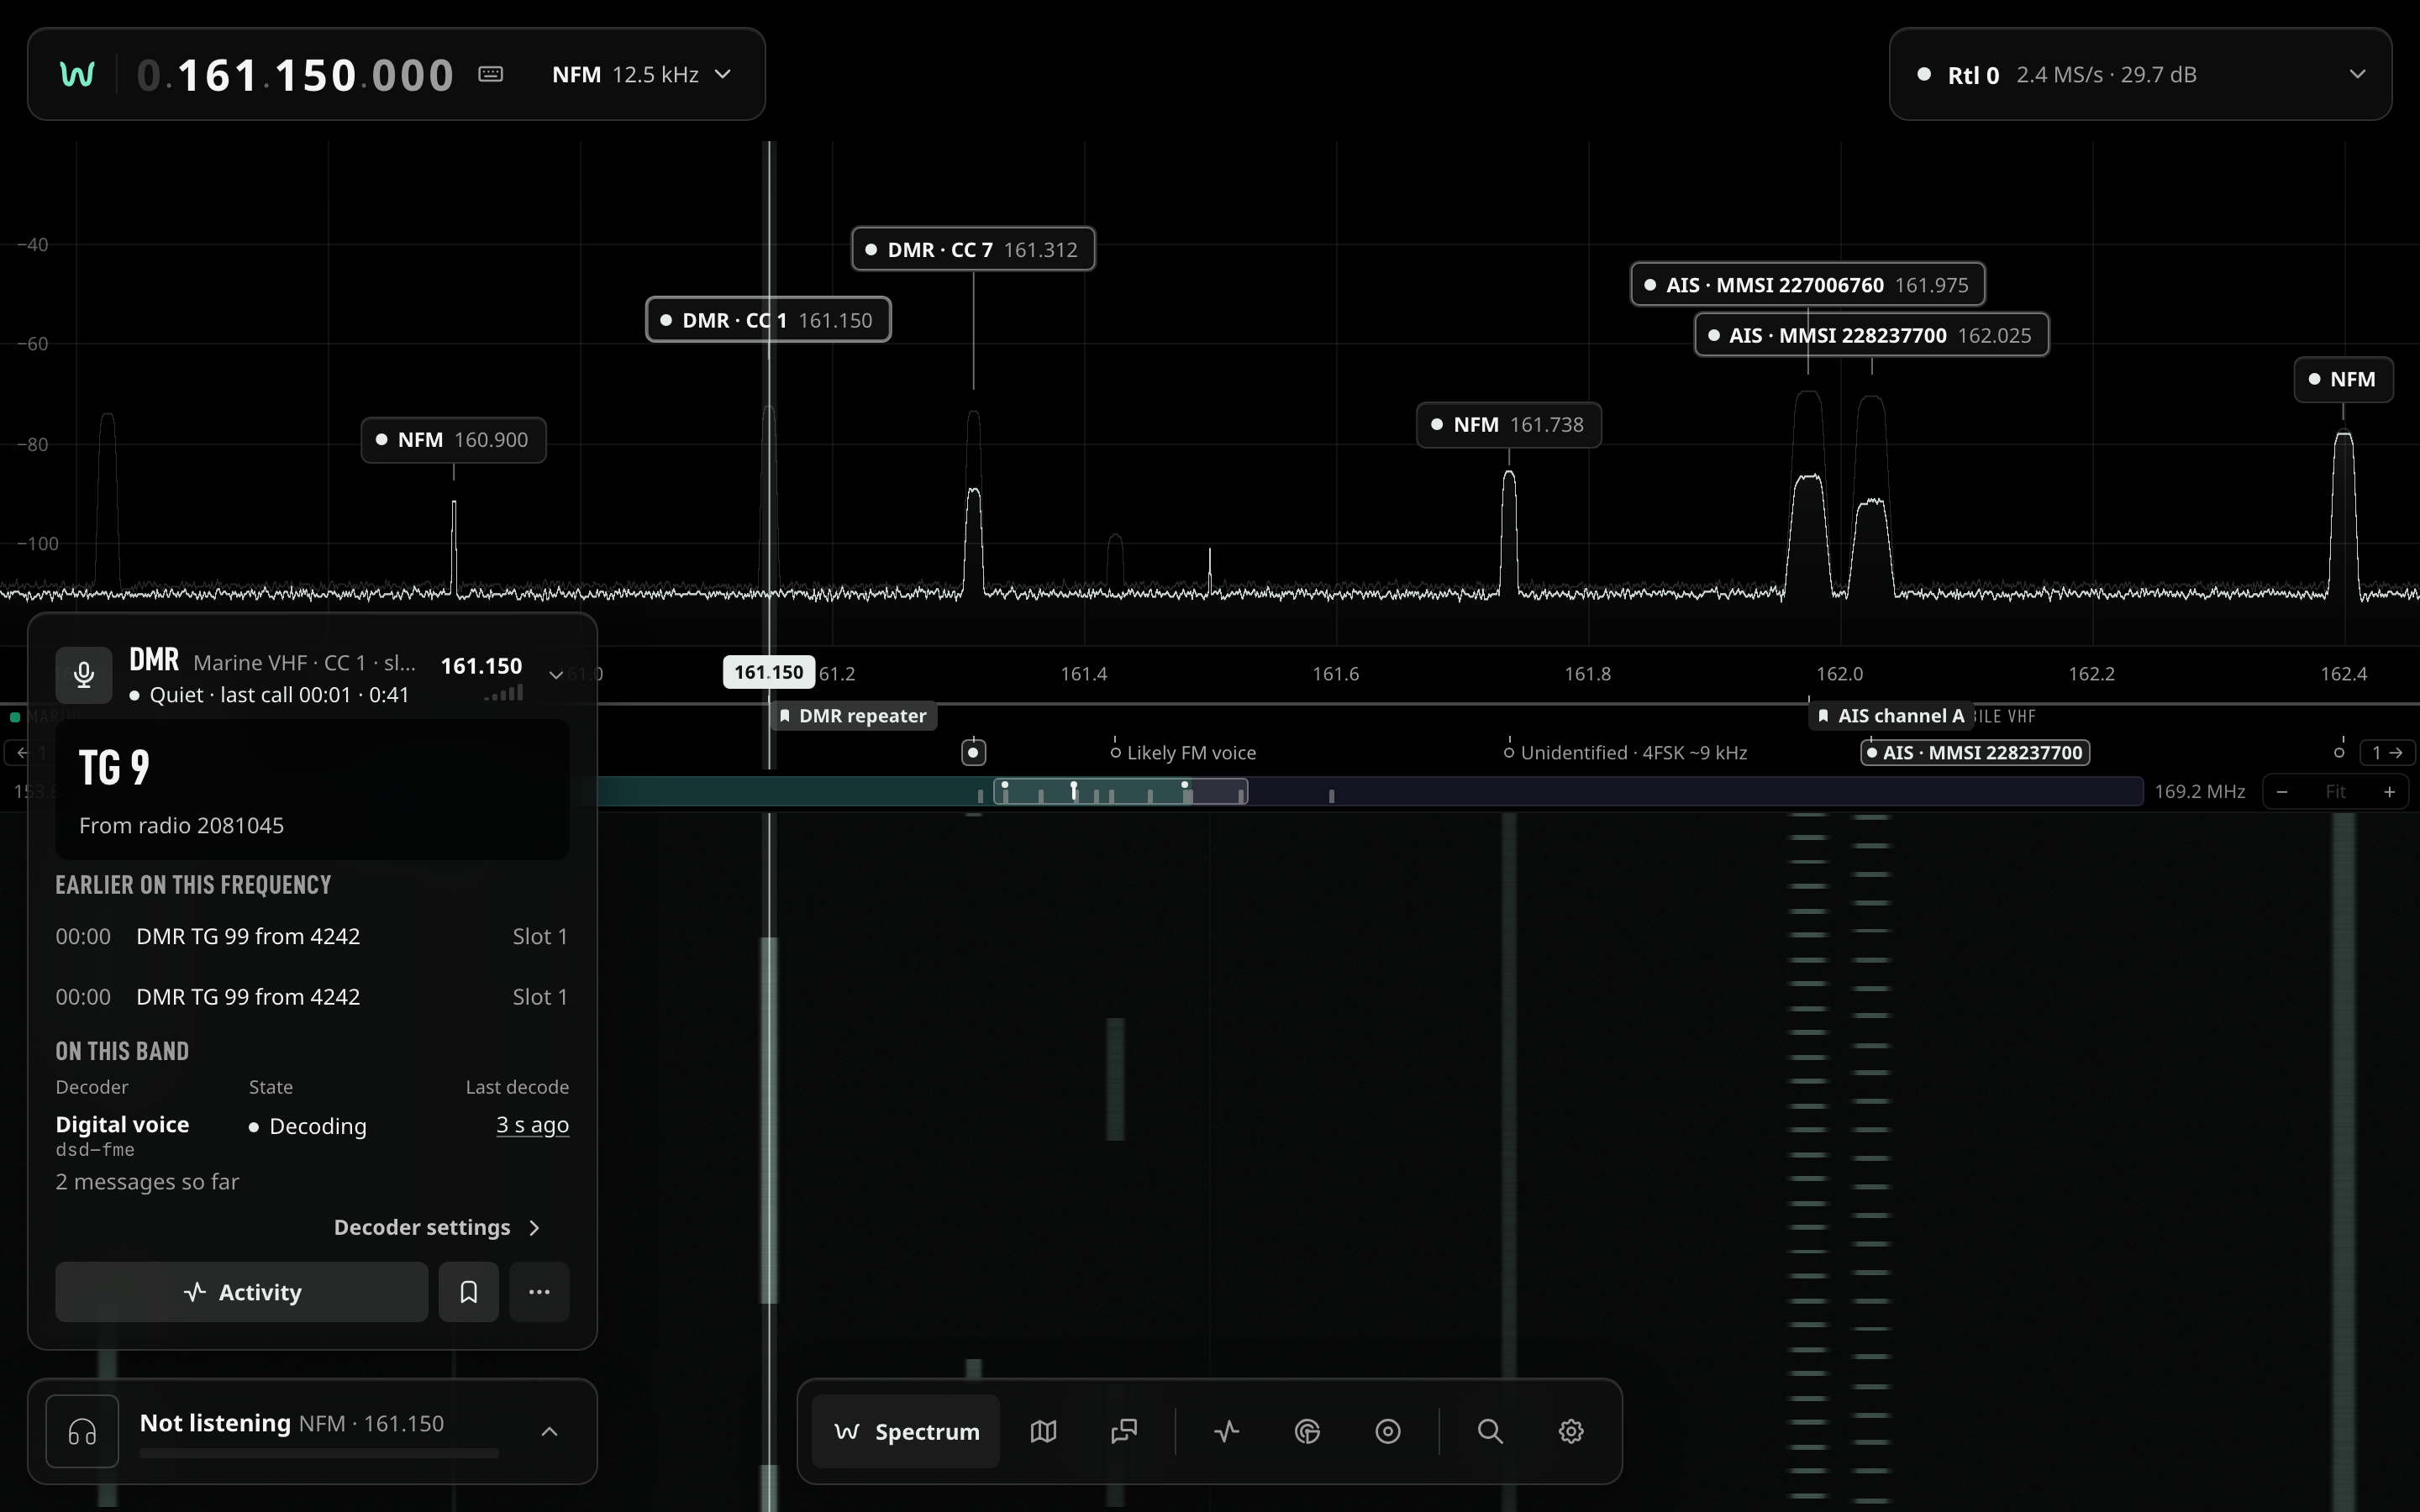 0.161.150.000 NFM 12.5 kHz
Rtl 0 2.4 MS/s · 29.7 dB
−40
DMR · CC 7 161.312
AIS · MMSI 227006760 161.975
DMR · CC 1 161.150
AIS · MMSI 228237700 162.025
−60
NFM
NFM 161.738
NFM 160.900
−80
−100
DMR Marine VHF · CC 1 · sl... 161.150
Quiet · last call 00:01 · 0:41
161.150 61.2 161.4 161.6 161.8 162.0 162.2 162.4
DMR repeater
AIS channel A
BILE VHF
Likely FM voice
Unidentified · 4FSK ~9 kHz
AIS · MMSI 228237700
1 →
169.2 MHz
− Fit +
TG 9
From radio 2081045
EARLIER ON THIS FREQUENCY
00:00 DMR TG 99 from 4242 Slot 1
00:00 DMR TG 99 from 4242 Slot 1
ON THIS BAND
Decoder State Last decode
Digital voice Decoding 3 s ago
dsd-fme
2 messages so far
Decoder settings
Activity
Not listening NFM · 161.150
Spectrum